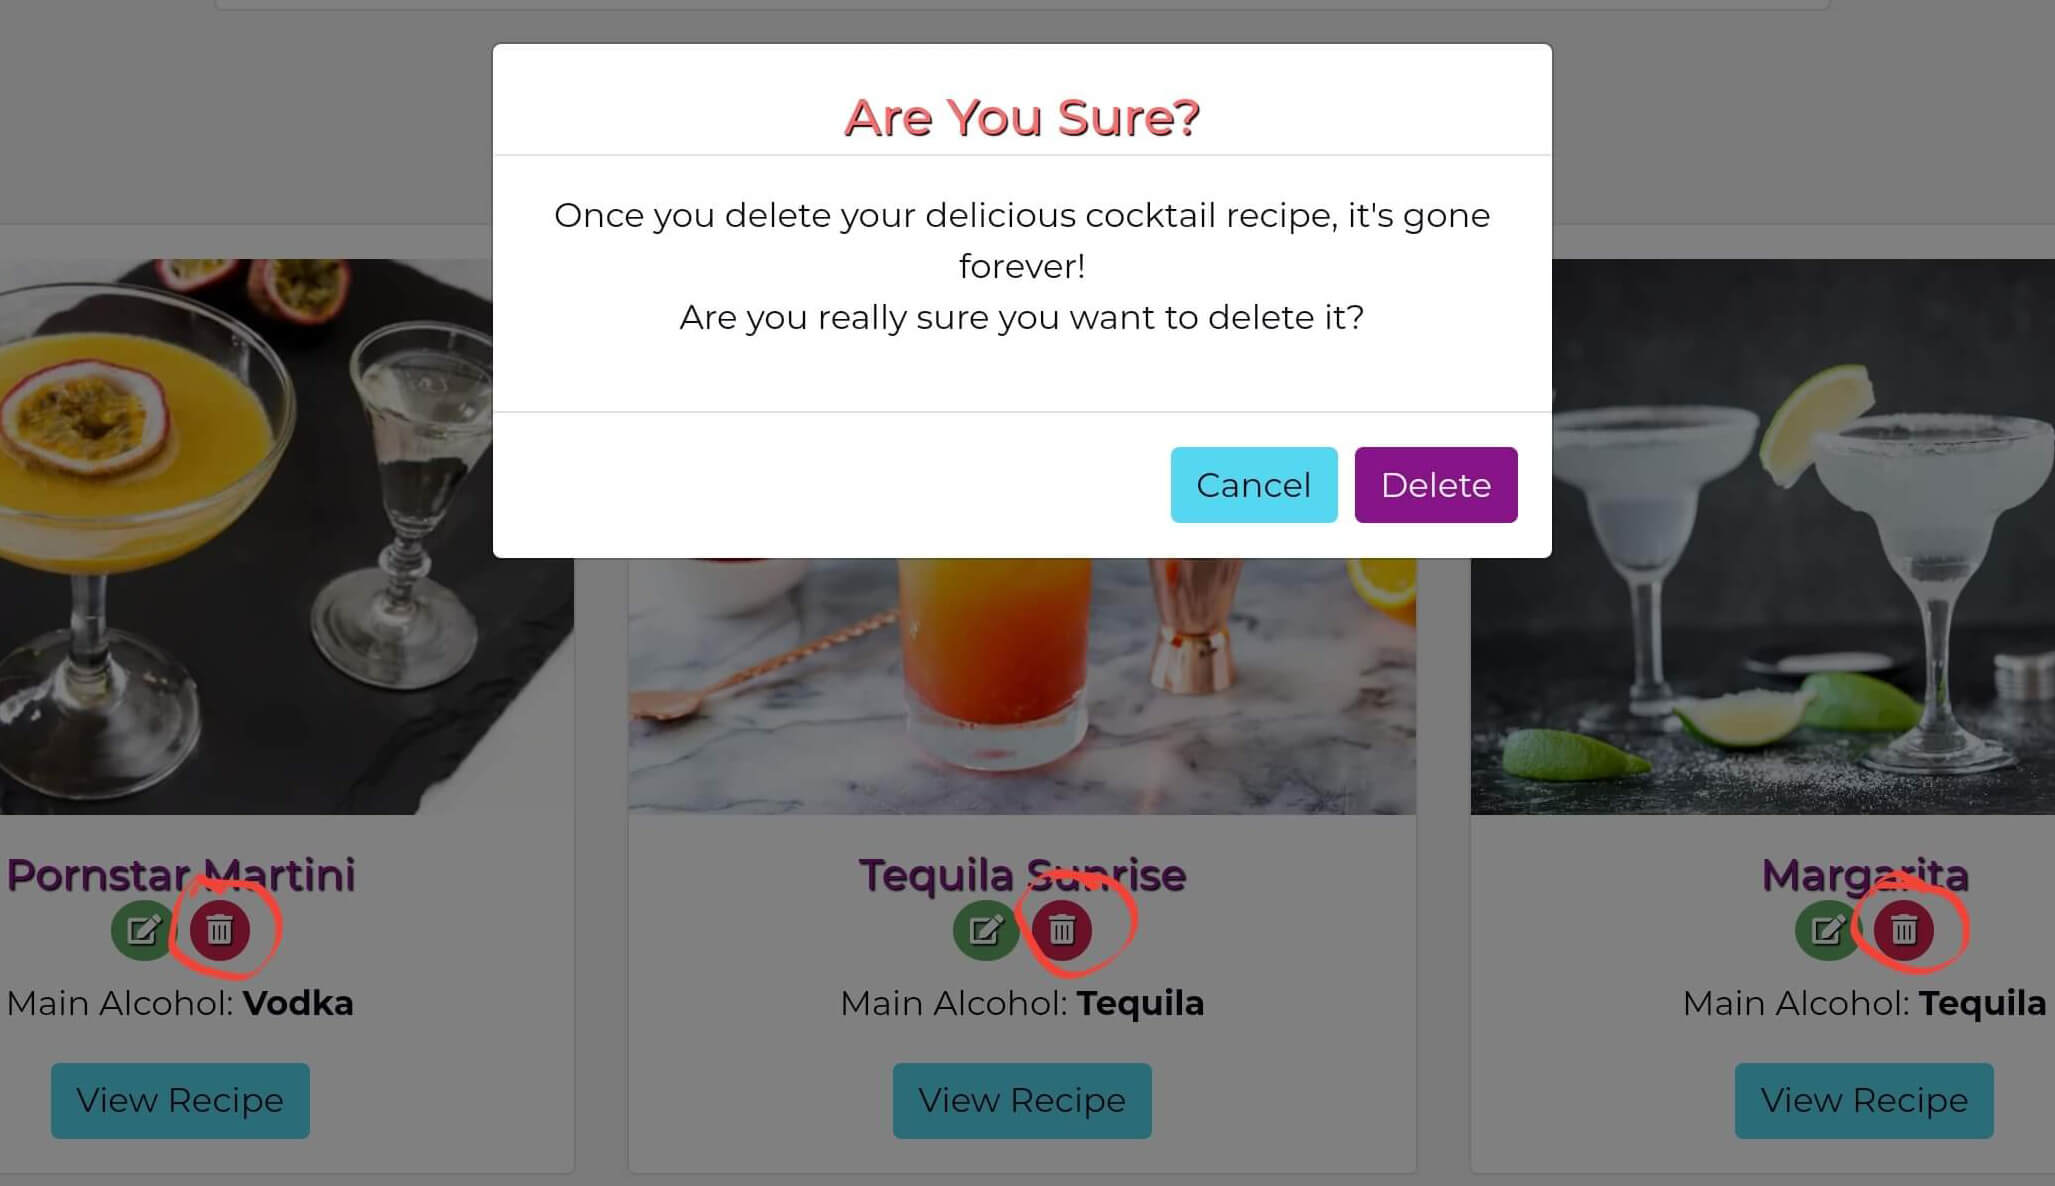 Are You Sure?
Once you delete your delicious cocktail recipe, it's gone
forever!
Are you really sure you want to delete it?
Cancel
Delete
Pornstar Martini
Main Alcohol: Vodka
View Recipe
Tequila Sunrise
Main Alcohol: Tequila
View Recipe
Margarita
Main Alcohol: Tequila
View Recipe